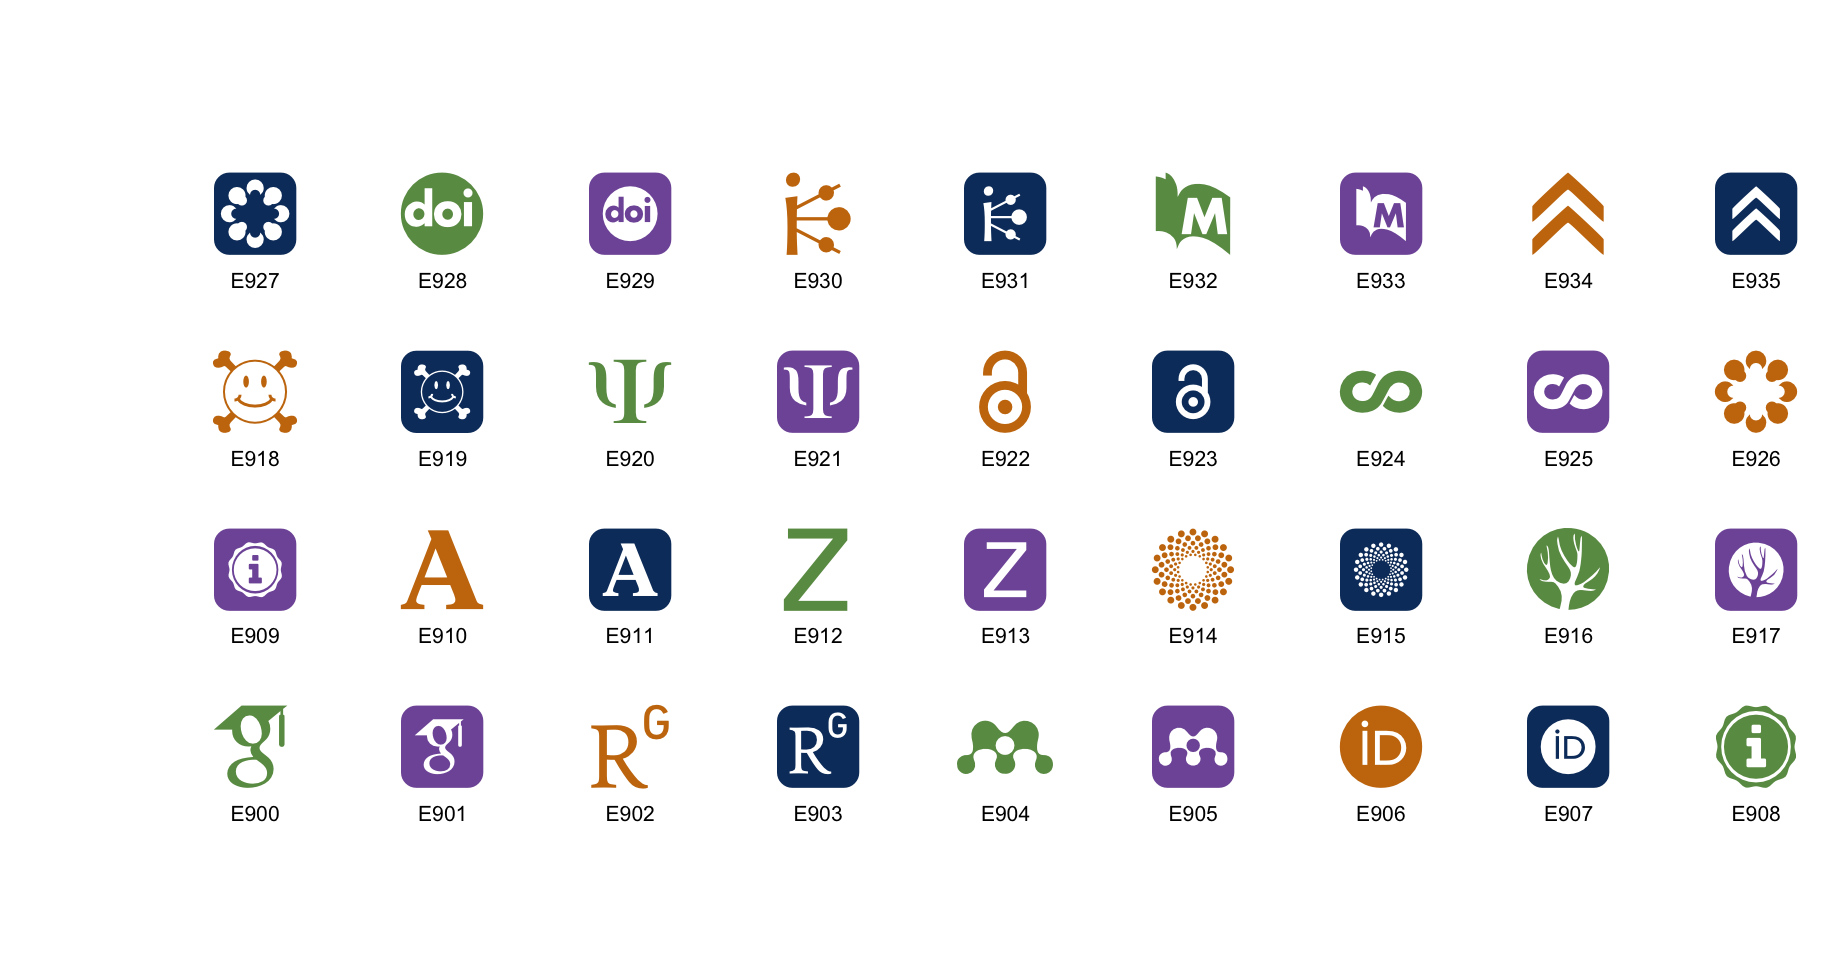 doi doi M M
E927 E928 E929 E930 E931 E932 E933 E934 E935
Ψ Ψ
E918 E919 E920 E921 E922 E923 E924 E925 E926
i A A Z Z
E909 E910 E911 E912 E913 E914 E915 E916 E917
g g RG RG iD iD i
E900 E901 E902 E903 E904 E905 E906 E907 E908